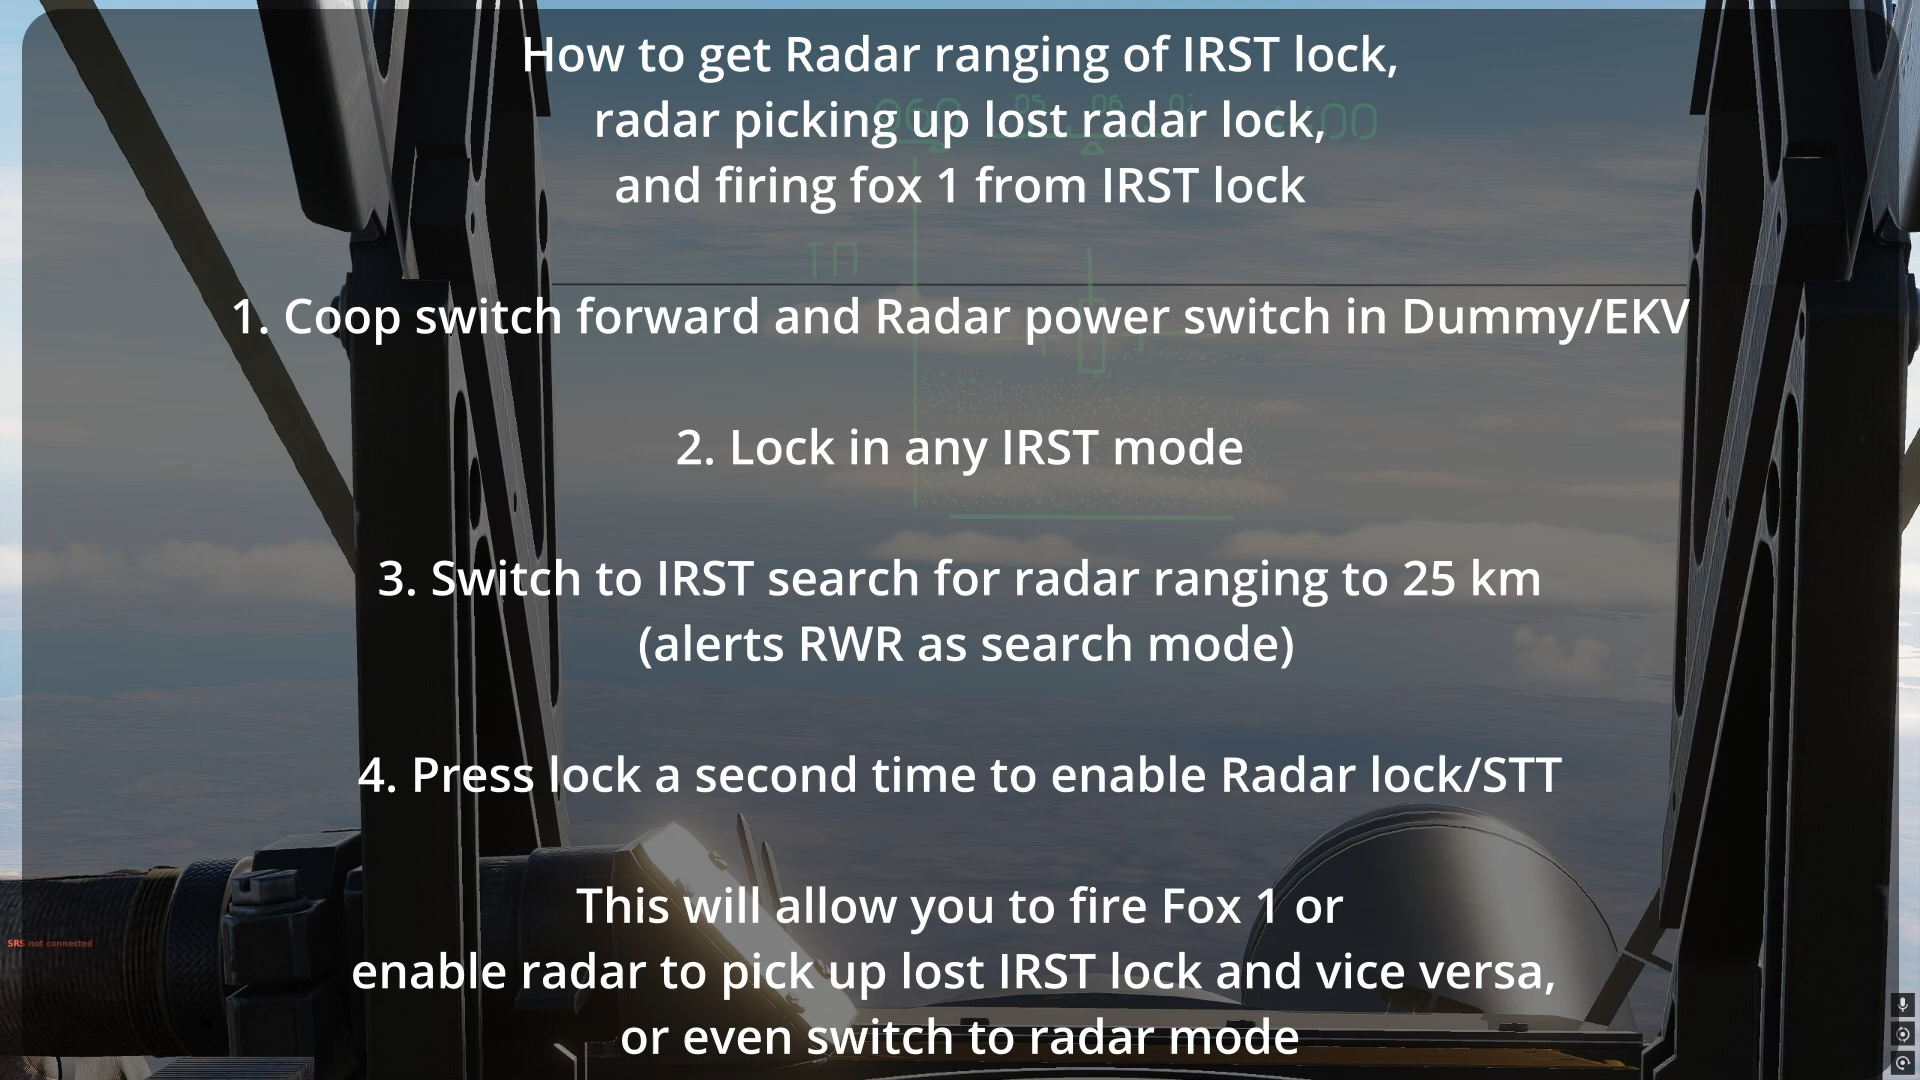 How to get Radar ranging of IRST lock,
radar picking up lost radar lock,
and firing fox 1 from IRST lock
1. Coop switch forward and Radar power switch in Dummy/EKV
2. Lock in any IRST mode
3. Switch to IRST search for radar ranging to 25 km
(alerts RWR as search mode)
4. Press lock a second time to enable Radar lock/STT
This will allow you to fire Fox 1 or
enable radar to pick up lost IRST lock and vice versa,
or even switch to radar mode
060 05 06
ТП
SRS not connected